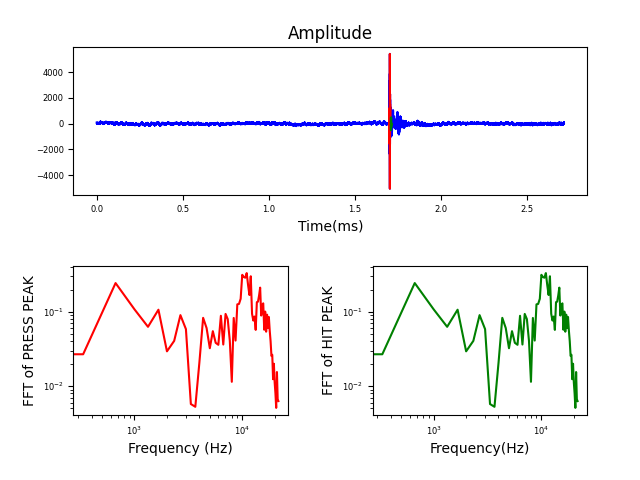 Amplitude
4000
2000
0
−2000
−4000
0.0 0.5 1.0 1.5 2.0 2.5
Time(ms)
FFT of PRESS PEAK
10⁻¹
10⁻²
10³ 10⁴
Frequency (Hz)
FFT of HIT PEAK
10⁻¹
10⁻²
10³ 10⁴
Frequency(Hz)